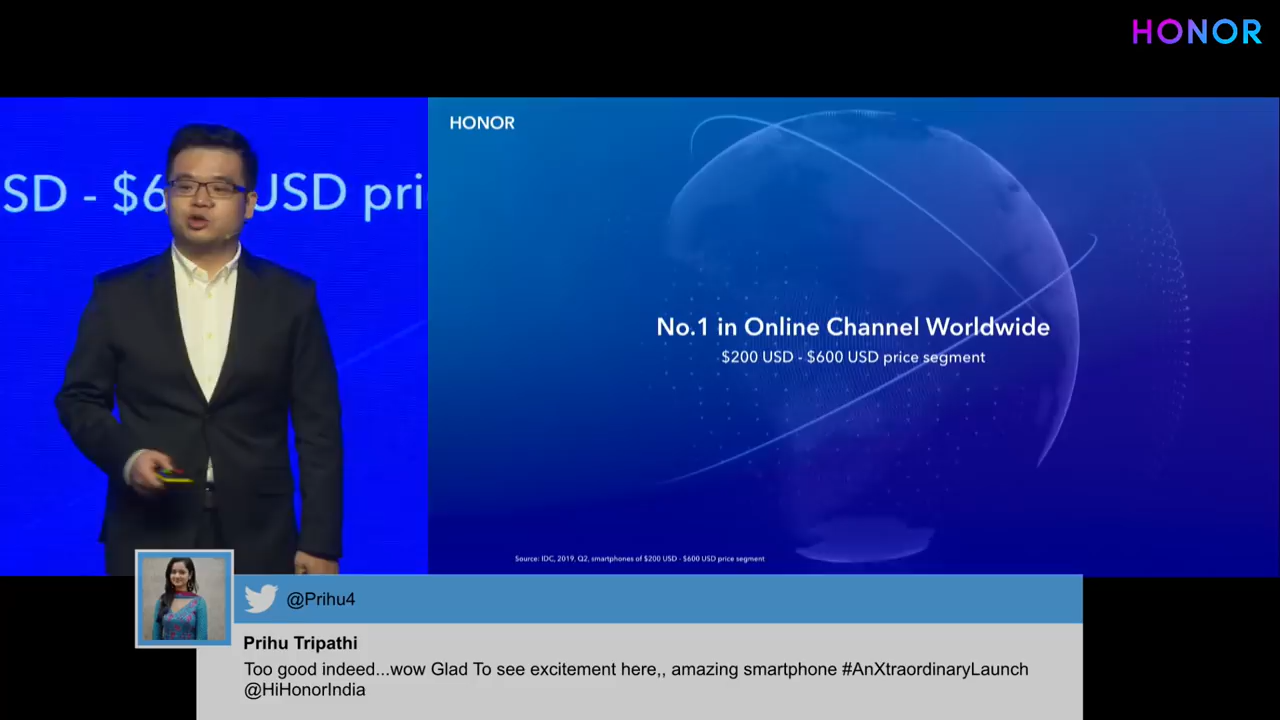 HONOR
HONOR
SD - $6 USD pri
No.1 in Online Channel Worldwide
$200 USD - $600 USD price segment
Source: IDC, 2019, Q2, smartphones of $200 USD - $600 USD price segment
@Prihu4
Prihu Tripathi
Too good indeed...wow Glad To see excitement here,, amazing smartphone #AnXtraordinaryLaunch
@HiHonorIndia